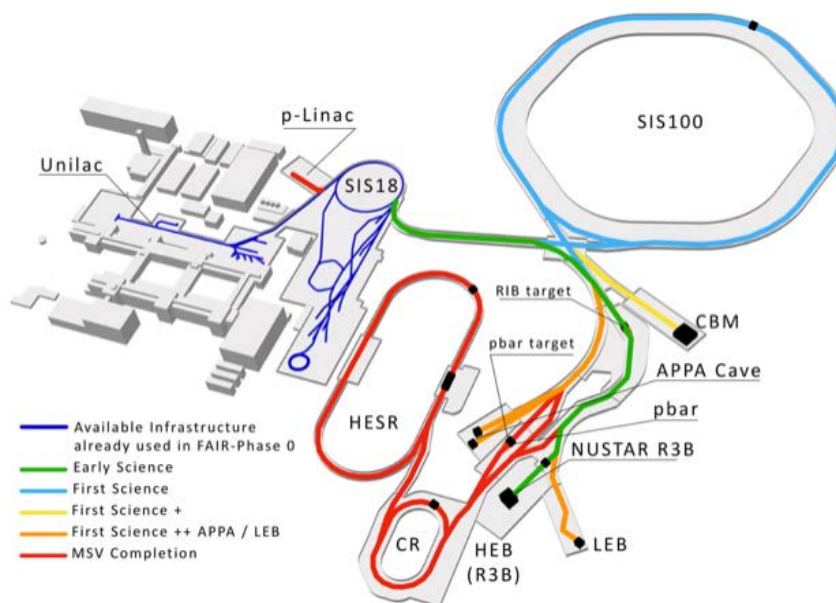 p-Linac
Unilac
SIS18
SIS100
RIB target
CBM
pbar target
APPA Cave
pbar
HESR
NUSTAR R3B
CR
HEB
(R3B)
LEB
Available Infrastructure
already used in FAIR-Phase 0
Early Science
First Science
First Science +
First Science ++ APPA / LEB
MSV Completion